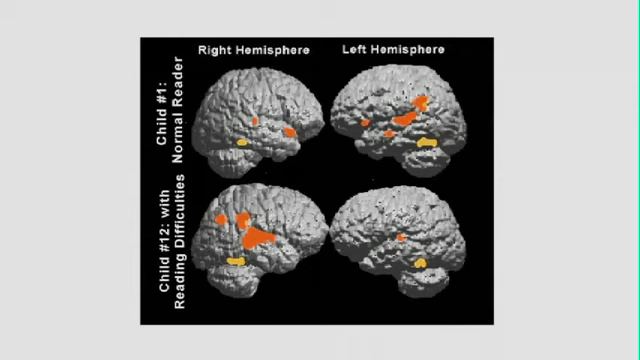 Right Hemisphere
Left Hemisphere
Child #1:
Normal Reader
Child #12: with
Reading Difficulties